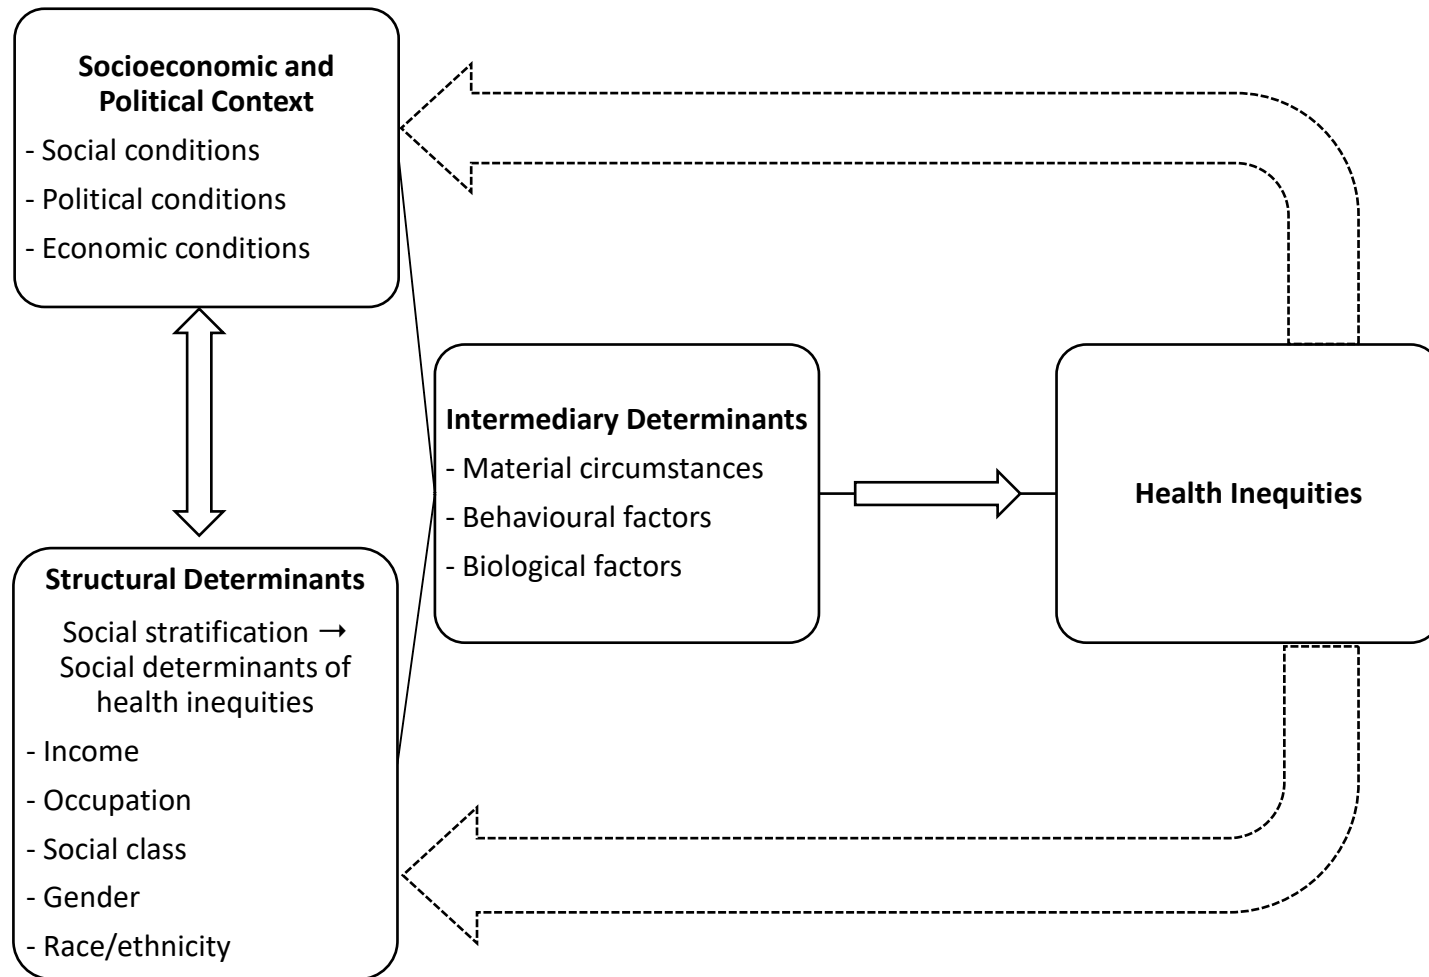 Socioeconomic and
Political Context
- Social conditions
- Political conditions
- Economic conditions
Structural Determinants
Social stratification →
Social determinants of
health inequities
- Income
- Occupation
- Social class
- Gender
- Race/ethnicity
Intermediary Determinants
- Material circumstances
- Behavioural factors
- Biological factors
Health Inequities